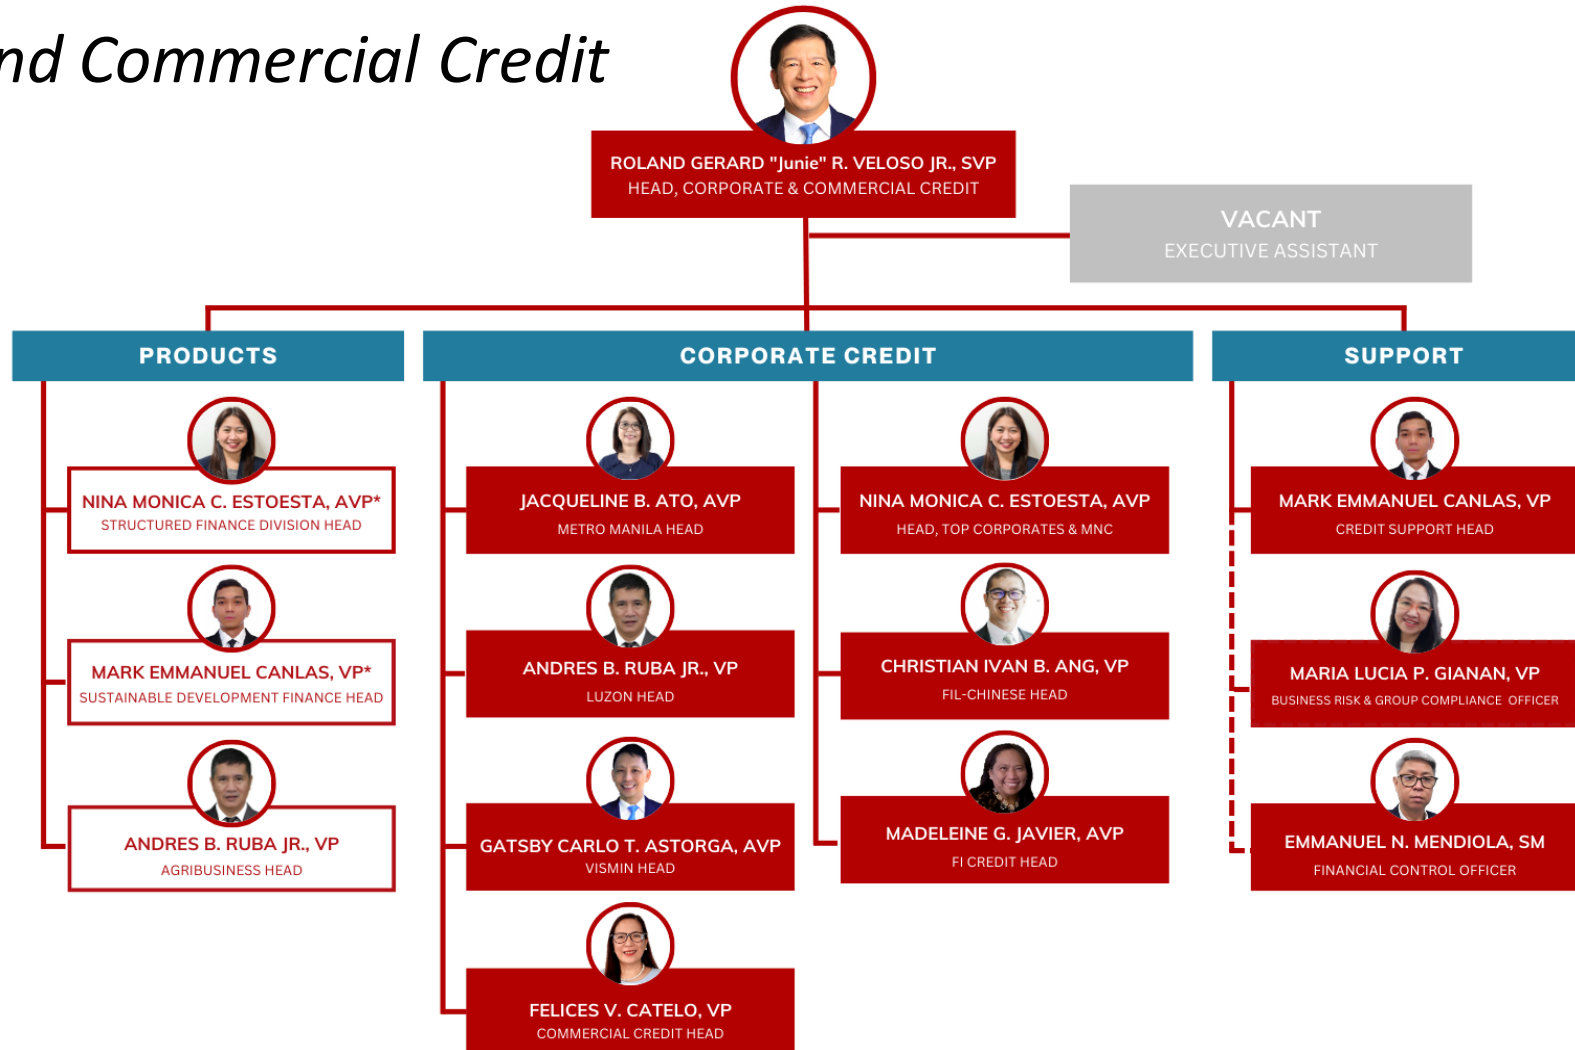 nd Commercial Credit
ROLAND GERARD "Junie" R. VELOSO JR., SVP
HEAD, CORPORATE & COMMERCIAL CREDIT
VACANT
EXECUTIVE ASSISTANT
PRODUCTS
NINA MONICA C. ESTOESTA, AVP*
STRUCTURED FINANCE DIVISION HEAD
MARK EMMANUEL CANLAS, VP*
SUSTAINABLE DEVELOPMENT FINANCE HEAD
ANDRES B. RUBA JR., VP
AGRIBUSINESS HEAD
CORPORATE CREDIT
JACQUELINE B. ATO, AVP
METRO MANILA HEAD
ANDRES B. RUBA JR., VP
LUZON HEAD
GATSBY CARLO T. ASTORGA, AVP
VISMIN HEAD
FELICES V. CATELO, VP
COMMERCIAL CREDIT HEAD
NINA MONICA C. ESTOESTA, AVP
HEAD, TOP CORPORATES & MNC
CHRISTIAN IVAN B. ANG, VP
FIL-CHINESE HEAD
MADELEINE G. JAVIER, AVP
FI CREDIT HEAD
SUPPORT
MARK EMMANUEL CANLAS, VP
CREDIT SUPPORT HEAD
MARIA LUCIA P. GIANAN, VP
BUSINESS RISK & GROUP COMPLIANCE OFFICER
EMMANUEL N. MENDIOLA, SM
FINANCIAL CONTROL OFFICER